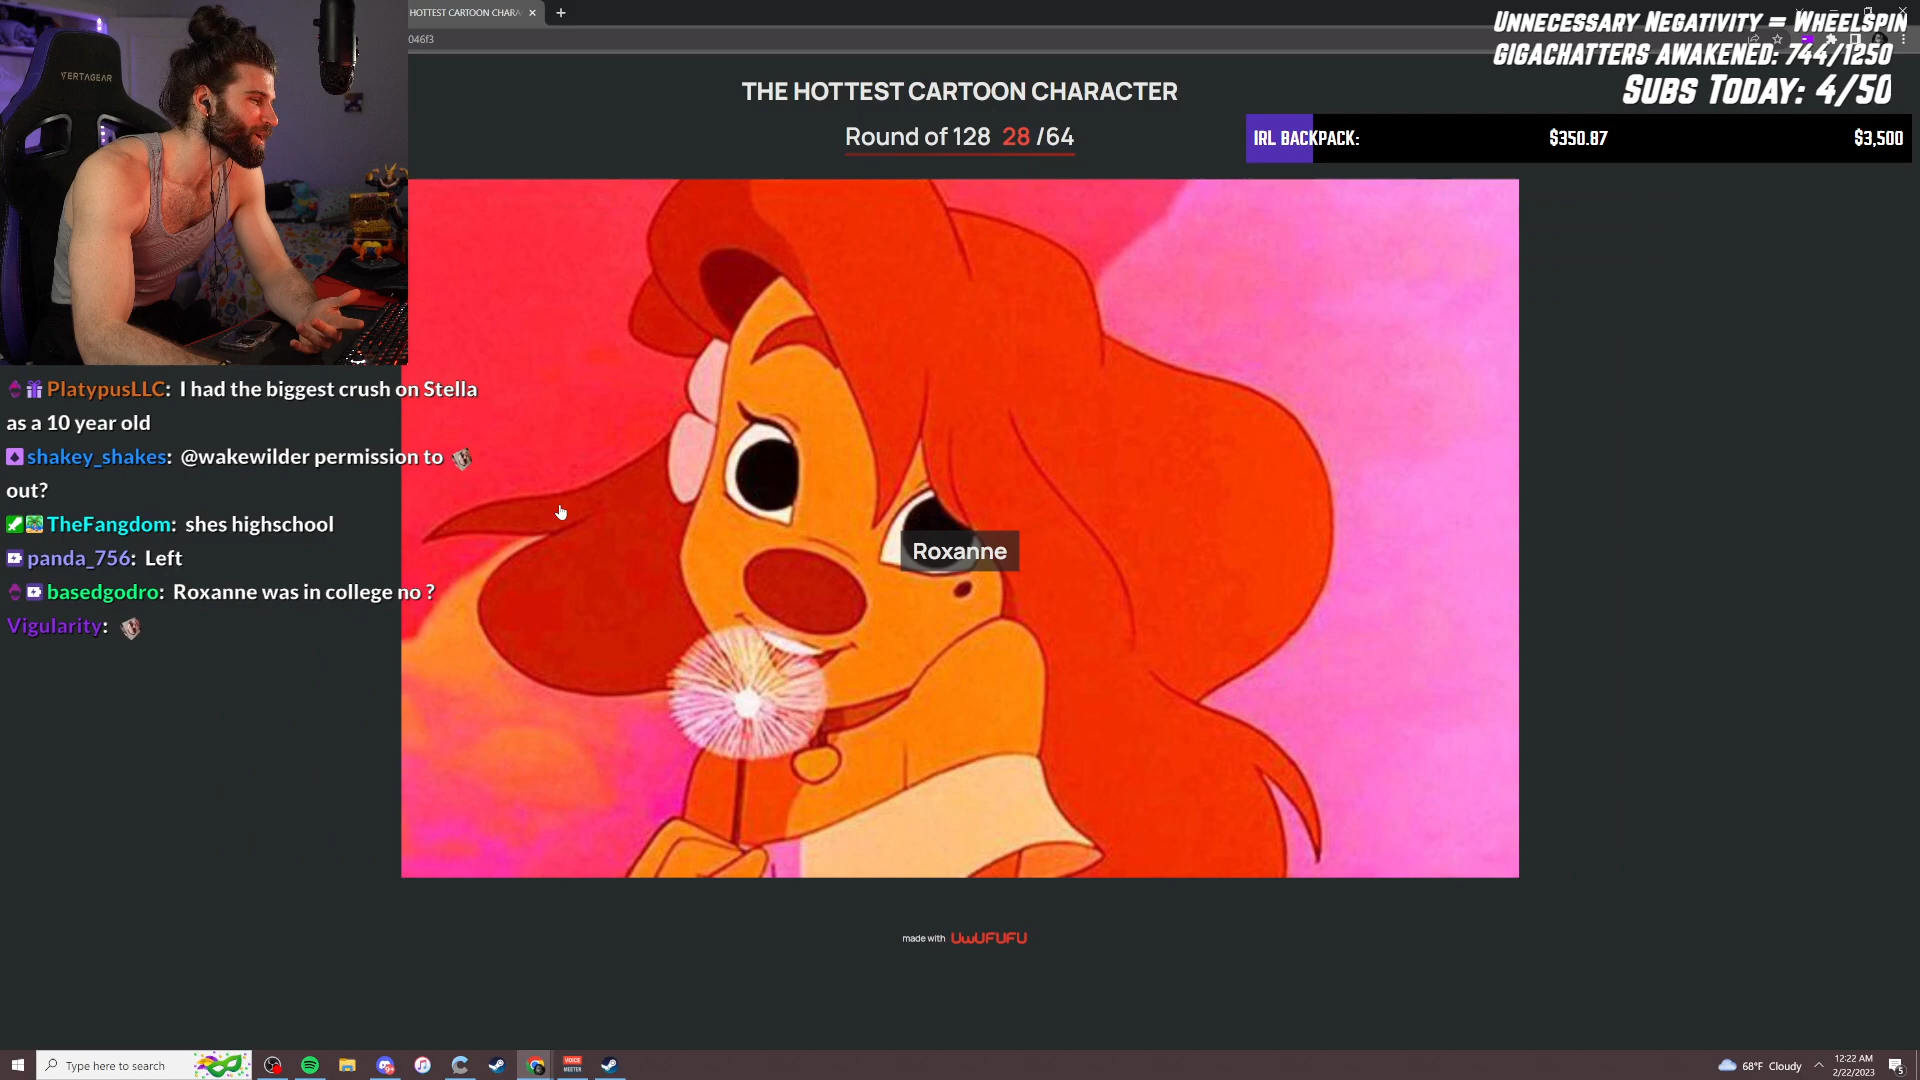 HOTTEST CARTOON CHARA
046f3
VERTAGEAR
THE HOTTEST CARTOON CHARACTER
Round of 128 28 /64
UNNECESSARY NEGATIVITY = WHEELSPIN
GIGACHATTERS AWAKENED: 744/1250
SUBS TODAY: 4/50
IRL BACKPACK: $350.87 $3,500
PlatypusLLC: I had the biggest crush on Stella
as a 10 year old
shakey_shakes: @wakewilder permission to
out?
TheFangdom: shes highschool
panda_756: Left
basedgodro: Roxanne was in college no ?
Vigularity:
Roxanne
made with UwUFUFU
Type here to search
VOICE
MEETER
68°F Cloudy
12:22 AM
2/22/2023
5